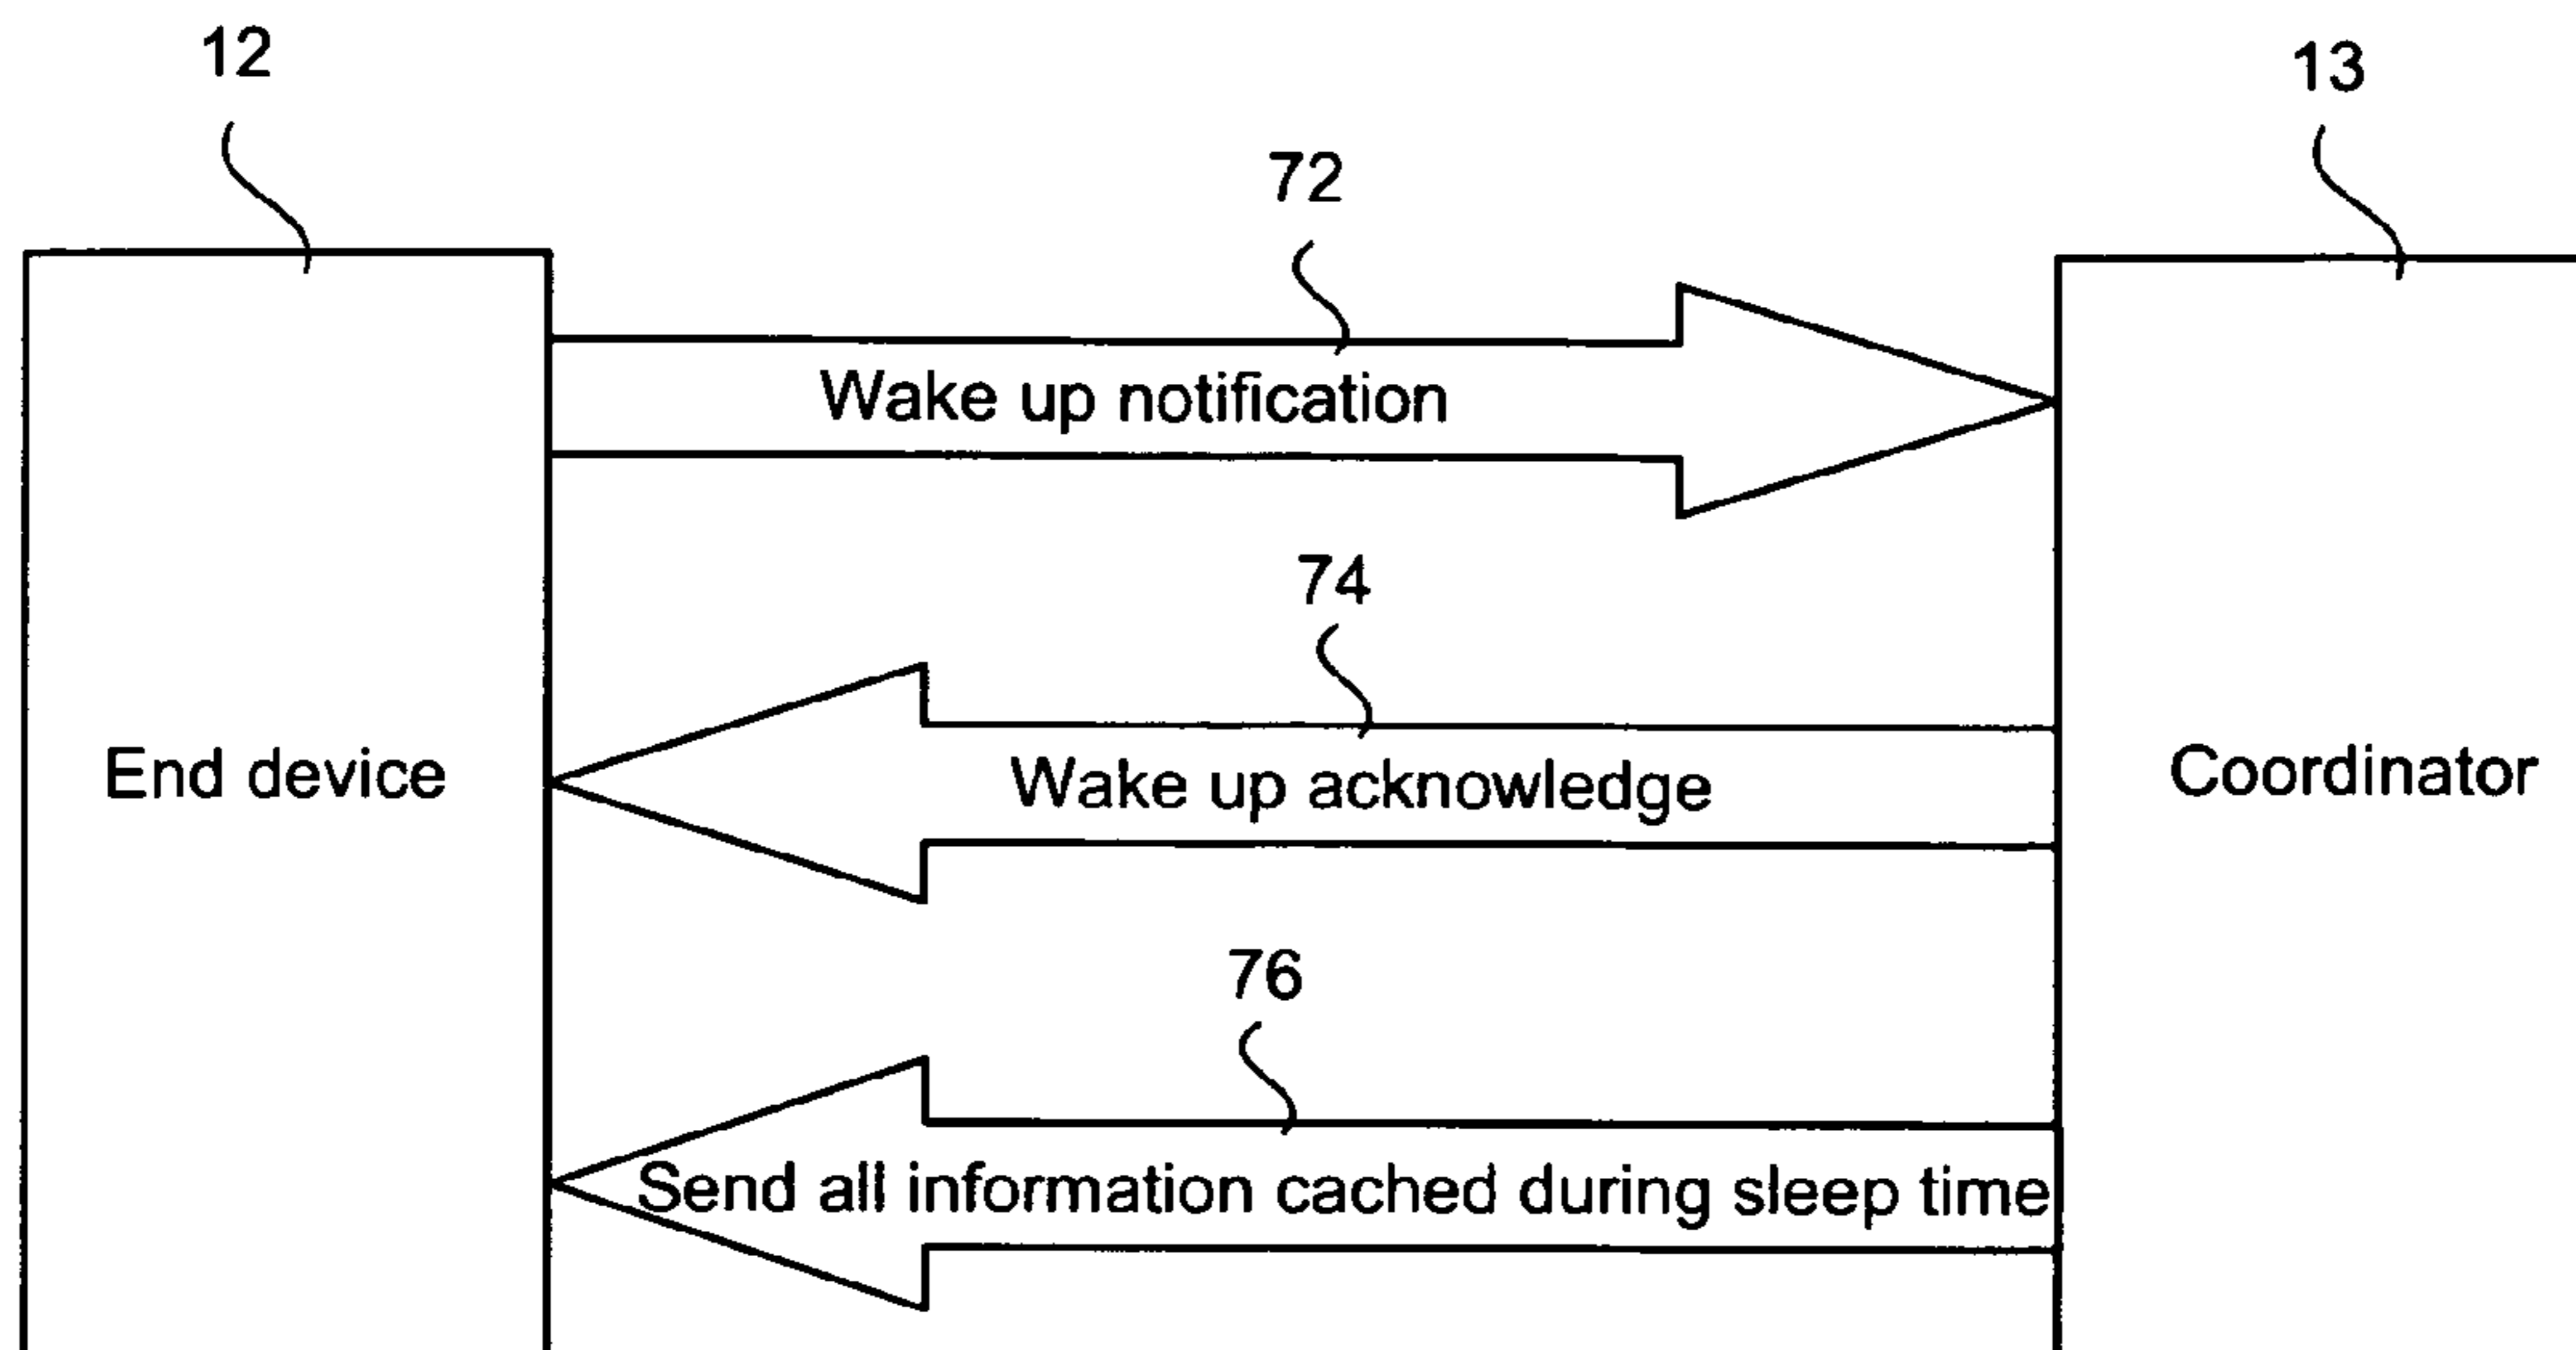 12
13
72
Wake up notification
74
End device
Wake up acknowledge
Coordinator
76
Send all information cached during sleep time